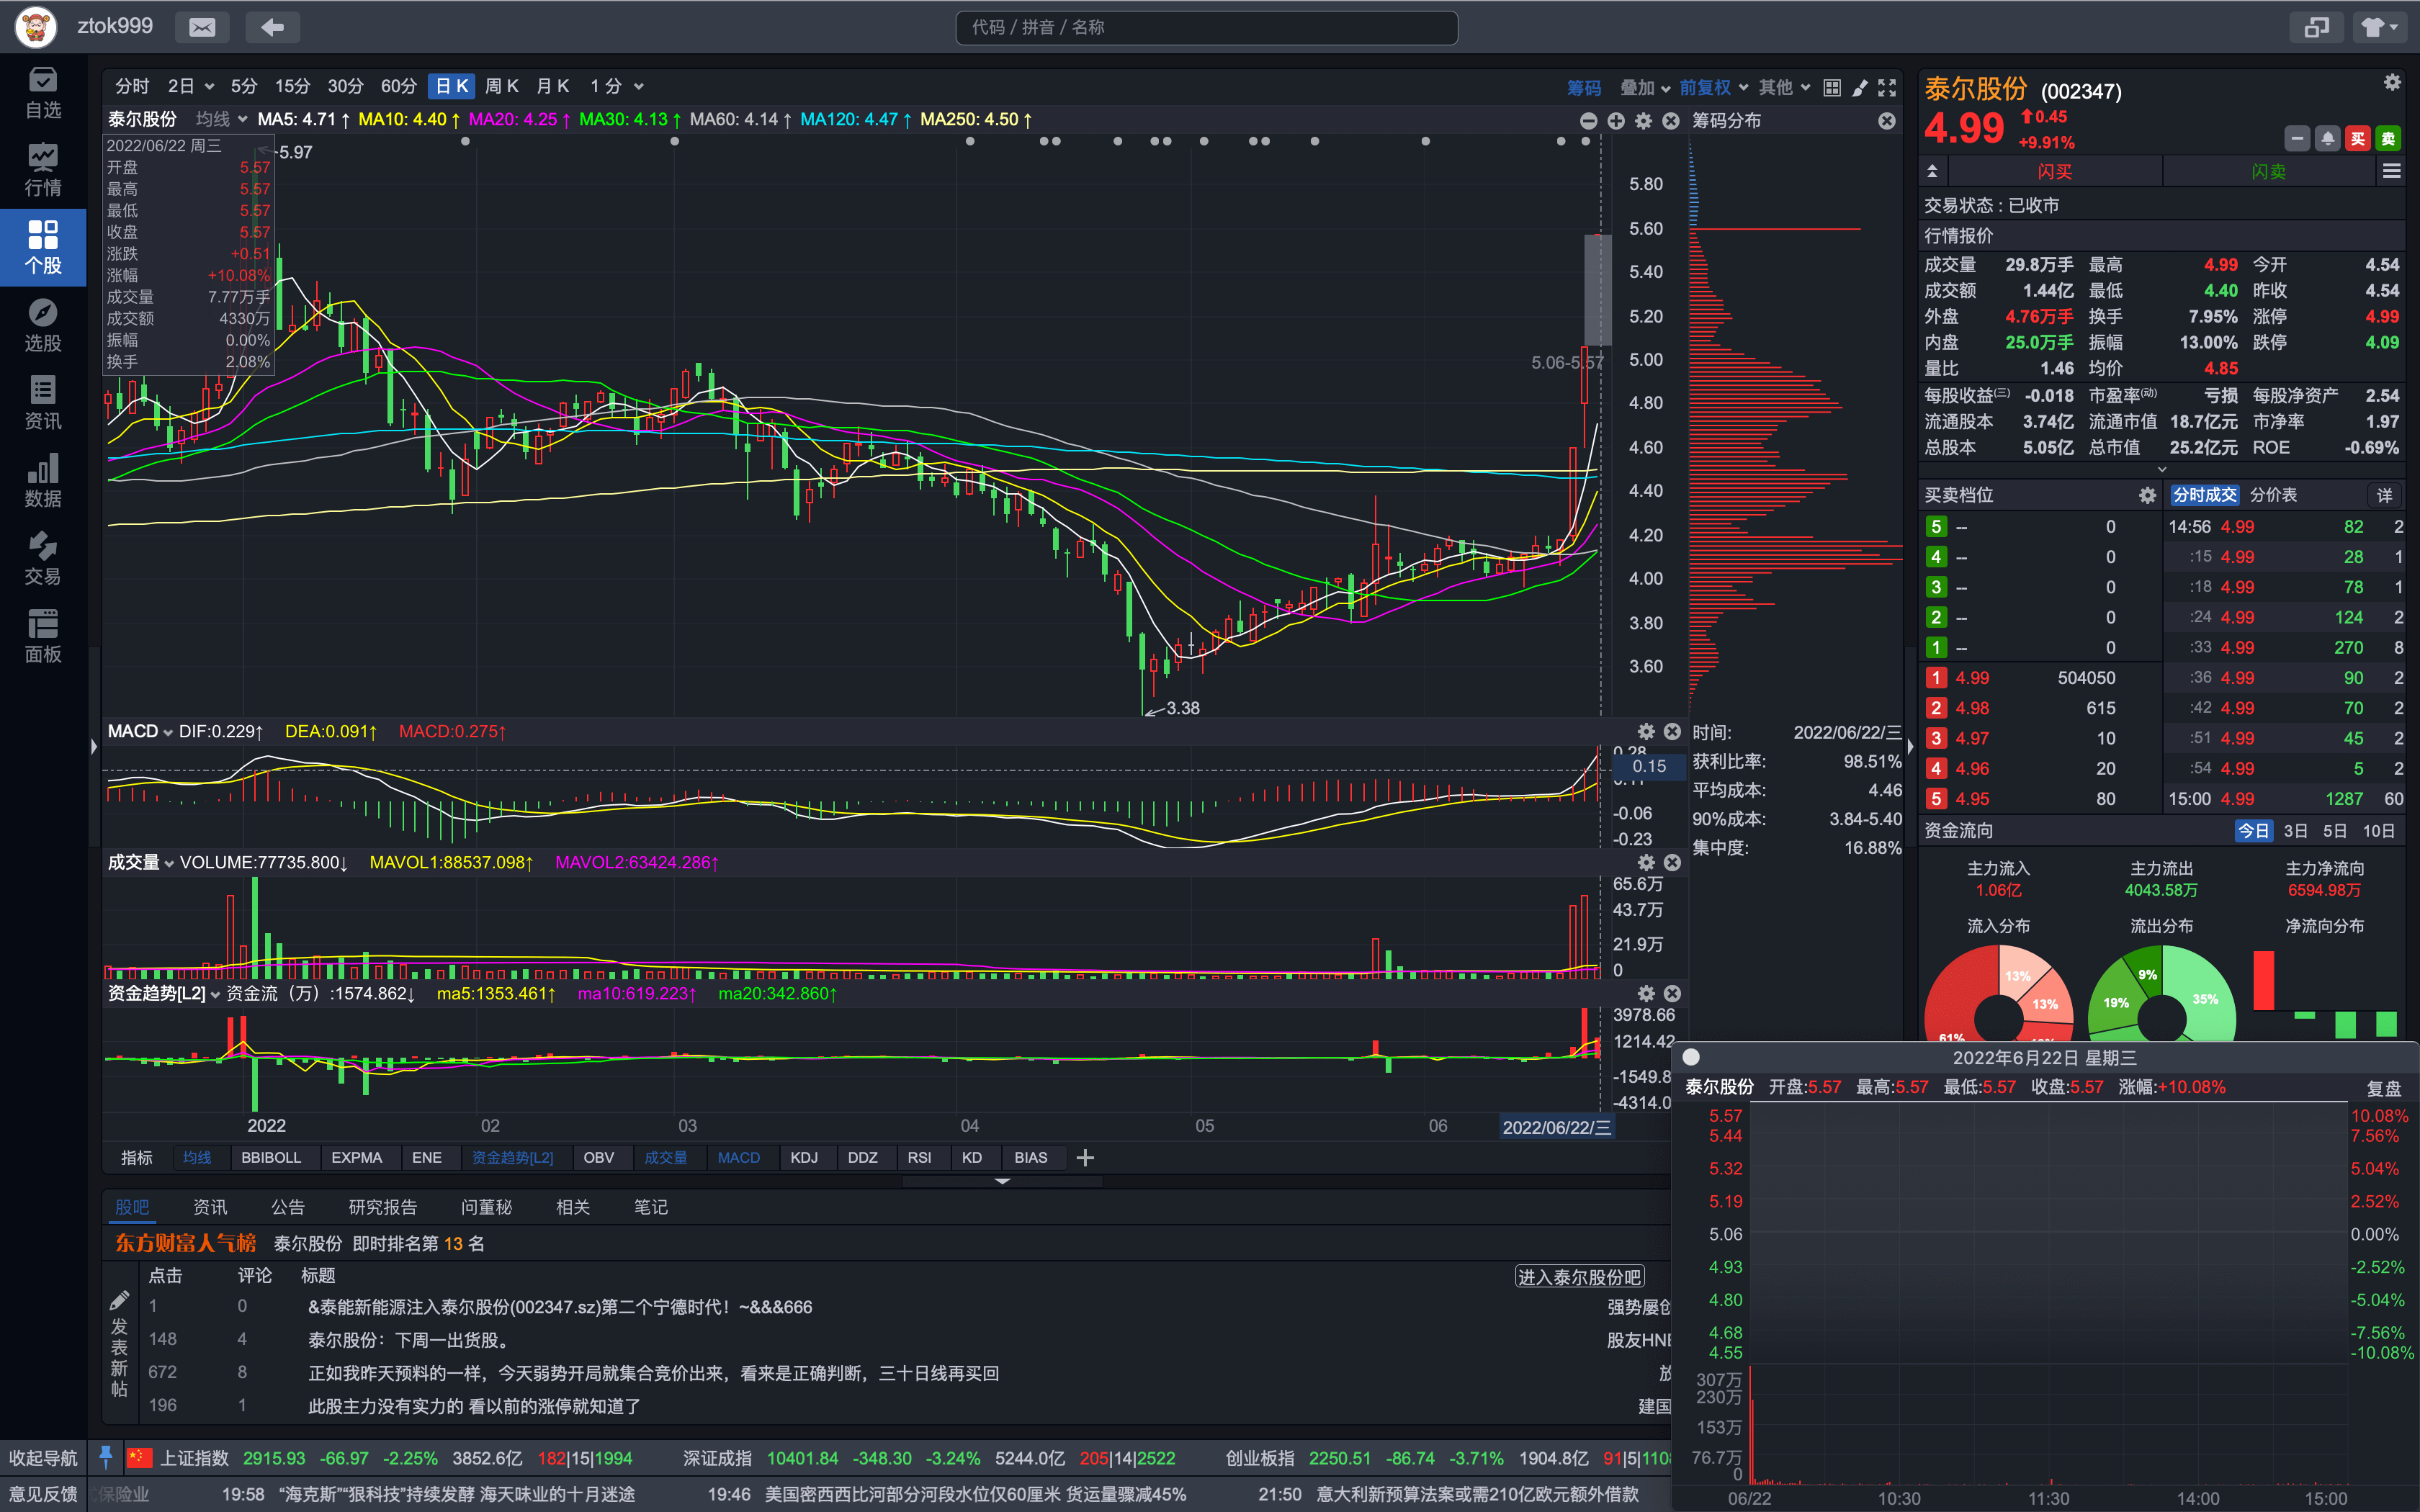 ztok999
代码 / 拼音 / 名称
自选
行情
个股
选股
资讯
数据
交易
面板
分时 2日 5分 15分 30分 60分 日K 周K 月K 1分
筹码 叠加 前复权 其他
泰尔股份 均线 MA5: 4.71↑ MA10: 4.40↑ MA20: 4.25↑ MA30: 4.13↑ MA60: 4.14↑ MA120: 4.47↑ MA250: 4.50↑
筹码分布
2022/06/22 周三
开盘 5.57
最高 5.57
最低 5.57
收盘 5.57
涨跌 +0.51
涨幅 +10.08%
成交量 7.77万手
成交额 4330万
振幅 0.00%
换手 2.08%
5.97
5.06-5.57
3.38
5.80
5.60
5.40
5.20
5.00
4.80
4.60
4.40
4.20
4.00
3.80
3.60
MACD DIF:0.229↑ DEA:0.091↑ MACD:0.275↑
0.28
0.15
-0.06
-0.23
时间: 2022/06/22/三
获利比率: 98.51%
平均成本: 4.46
90%成本: 3.84-5.40
集中度: 16.88%
成交量 VOLUME:77735.800↓ MAVOL1:88537.098↑ MAVOL2:63424.286↑
65.6万
43.7万
21.9万
0
资金趋势[L2] 资金流（万）:1574.862↓ ma5:1353.461↑ ma10:619.223↑ ma20:342.860↑
3978.66
1214.42
-1549.8
-4314.0
2022 02 03 04 05 06 2022/06/22/三
指标 均线 BBIBOLL EXPMA ENE 资金趋势[L2] OBV 成交量 MACD KDJ DDZ RSI KD BIAS
股吧 资讯 公告 研究报告 问董秘 相关 笔记
东方财富人气榜 泰尔股份 即时排名第 13 名
点击 评论 标题
进入泰尔股份吧
发表新帖
1 0 &泰能新能源注入泰尔股份(002347.sz)第二个宁德时代！~&&&666 强势屡创
148 4 泰尔股份：下周一出货股。 股友HNE
672 8 正如我昨天预料的一样，今天弱势开局就集合竞价出来，看来是正确判断，三十日线再买回 放
196 1 此股主力没有实力的 看以前的涨停就知道了 建国
泰尔股份 (002347)
4.99 0.45
+9.91%
买 卖
闪买 闪卖
交易状态 : 已收市
行情报价
成交量 29.8万手 最高 4.99 今开 4.54
成交额 1.44亿 最低 4.40 昨收 4.54
外盘 4.76万手 换手 7.95% 涨停 4.99
内盘 25.0万手 振幅 13.00% 跌停 4.09
量比 1.46 均价 4.85
每股收益(三) -0.018 市盈率(动) 亏损 每股净资产 2.54
流通股本 3.74亿 流通市值 18.7亿元 市净率 1.97
总股本 5.05亿 总市值 25.2亿元 ROE -0.69%
买卖档位
分时成交 分价表 详
5 -- 0
4 -- 0
3 -- 0
2 -- 0
1 -- 0
1 4.99 504050
2 4.98 615
3 4.97 10
4 4.96 20
5 4.95 80
14:56 4.99 82 2
:15 4.99 28 1
:18 4.99 78 1
:24 4.99 124 2
:33 4.99 270 8
:36 4.99 90 2
:42 4.99 70 2
:51 4.99 45 2
:54 4.99 5 2
15:00 4.99 1287 60
资金流向 今日 3日 5日 10日
主力流入 主力流出 主力净流向
1.06亿 4043.58万 6594.98万
流入分布 流出分布 净流向分布
13%
13%
61%
9%
35%
19%
2022年6月22日 星期三
泰尔股份 开盘:5.57 最高:5.57 最低:5.57 收盘:5.57 涨幅:+10.08% 复盘
5.57 10.08%
5.44 7.56%
5.32 5.04%
5.19 2.52%
5.06 0.00%
4.93 -2.52%
4.80 -5.04%
4.68 -7.56%
4.55 -10.08%
307万
230万
153万
76.7万
0
06/22 10:30 11:30 14:00 15:00
收起导航 上证指数 2915.93 -66.97 -2.25% 3852.6亿 182|15|1994 深证成指 10401.84 -348.30 -3.24% 5244.0亿 205|14|2522 创业板指 2250.51 -86.74 -3.71% 1904.8亿 91|5|110
意见反馈 保险业 19:58 “海克斯”“狠科技”持续发酵 海天味业的十月迷途 19:46 美国密西西比河部分河段水位仅60厘米 货运量骤减45% 21:50 意大利新预算法案或需210亿欧元额外借款